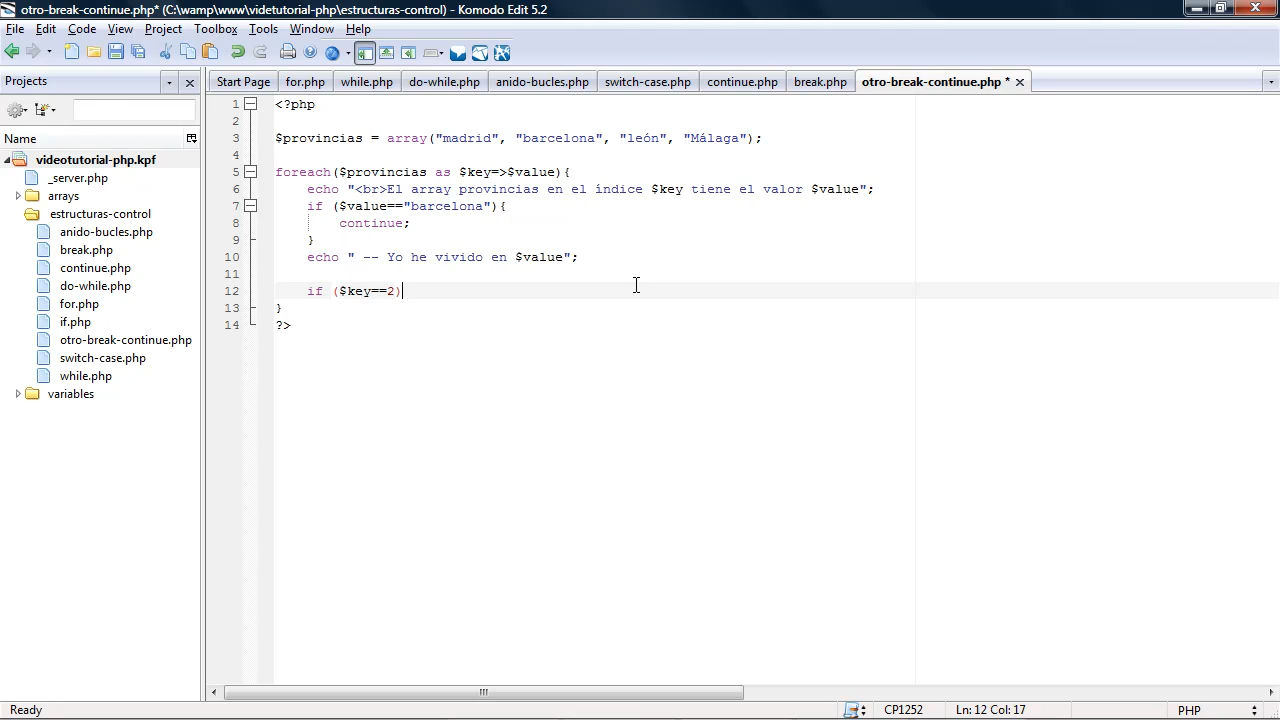 otro-break-continue.php* (C:\wamp\www\videtutorial-php\estructuras-control) - Komodo Edit 5.2
File Edit Code View Project Toolbox Tools Window Help
Projects
Start Page for.php while.php do-while.php anido-bucles.php switch-case.php continue.php break.php otro-break-continue.php *
Name
videotutorial-php.kpf
_server.php
arrays
estructuras-control
anido-bucles.php
break.php
continue.php
do-while.php
for.php
if.php
otro-break-continue.php
switch-case.php
while.php
variables
1 <?php
2
3 $provincias = array("madrid", "barcelona", "león", "Málaga");
4
5 foreach($provincias as $key=>$value){
6 echo "<br>El array provincias en el índice $key tiene el valor $value";
7 if ($value=="barcelona"){
8 continue;
9 }
10 echo " -- Yo he vivido en $value";
11
12 if ($key==2)
13 }
14 ?>
Ready CP1252 Ln: 12 Col: 17 PHP